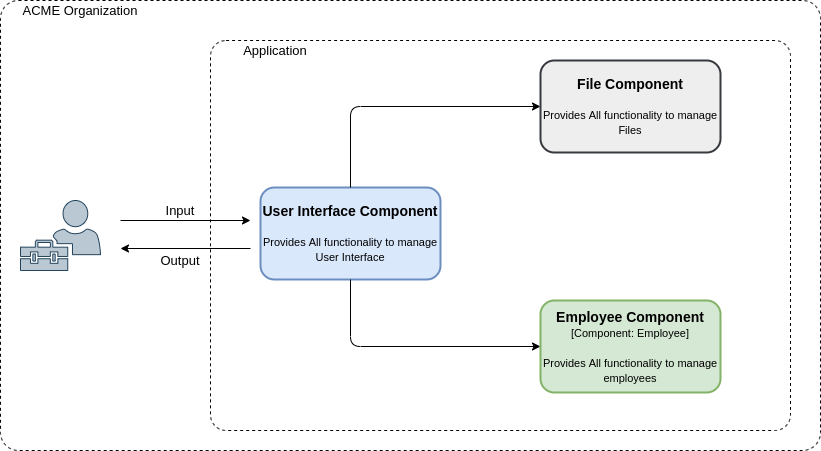 ACME Organization
Application
File Component
Provides All functionality to manage
Files
Input
User Interface Component
Provides All functionality to manage
User Interface
Output
Employee Component
[Component: Employee]
Provides All functionality to manage
employees